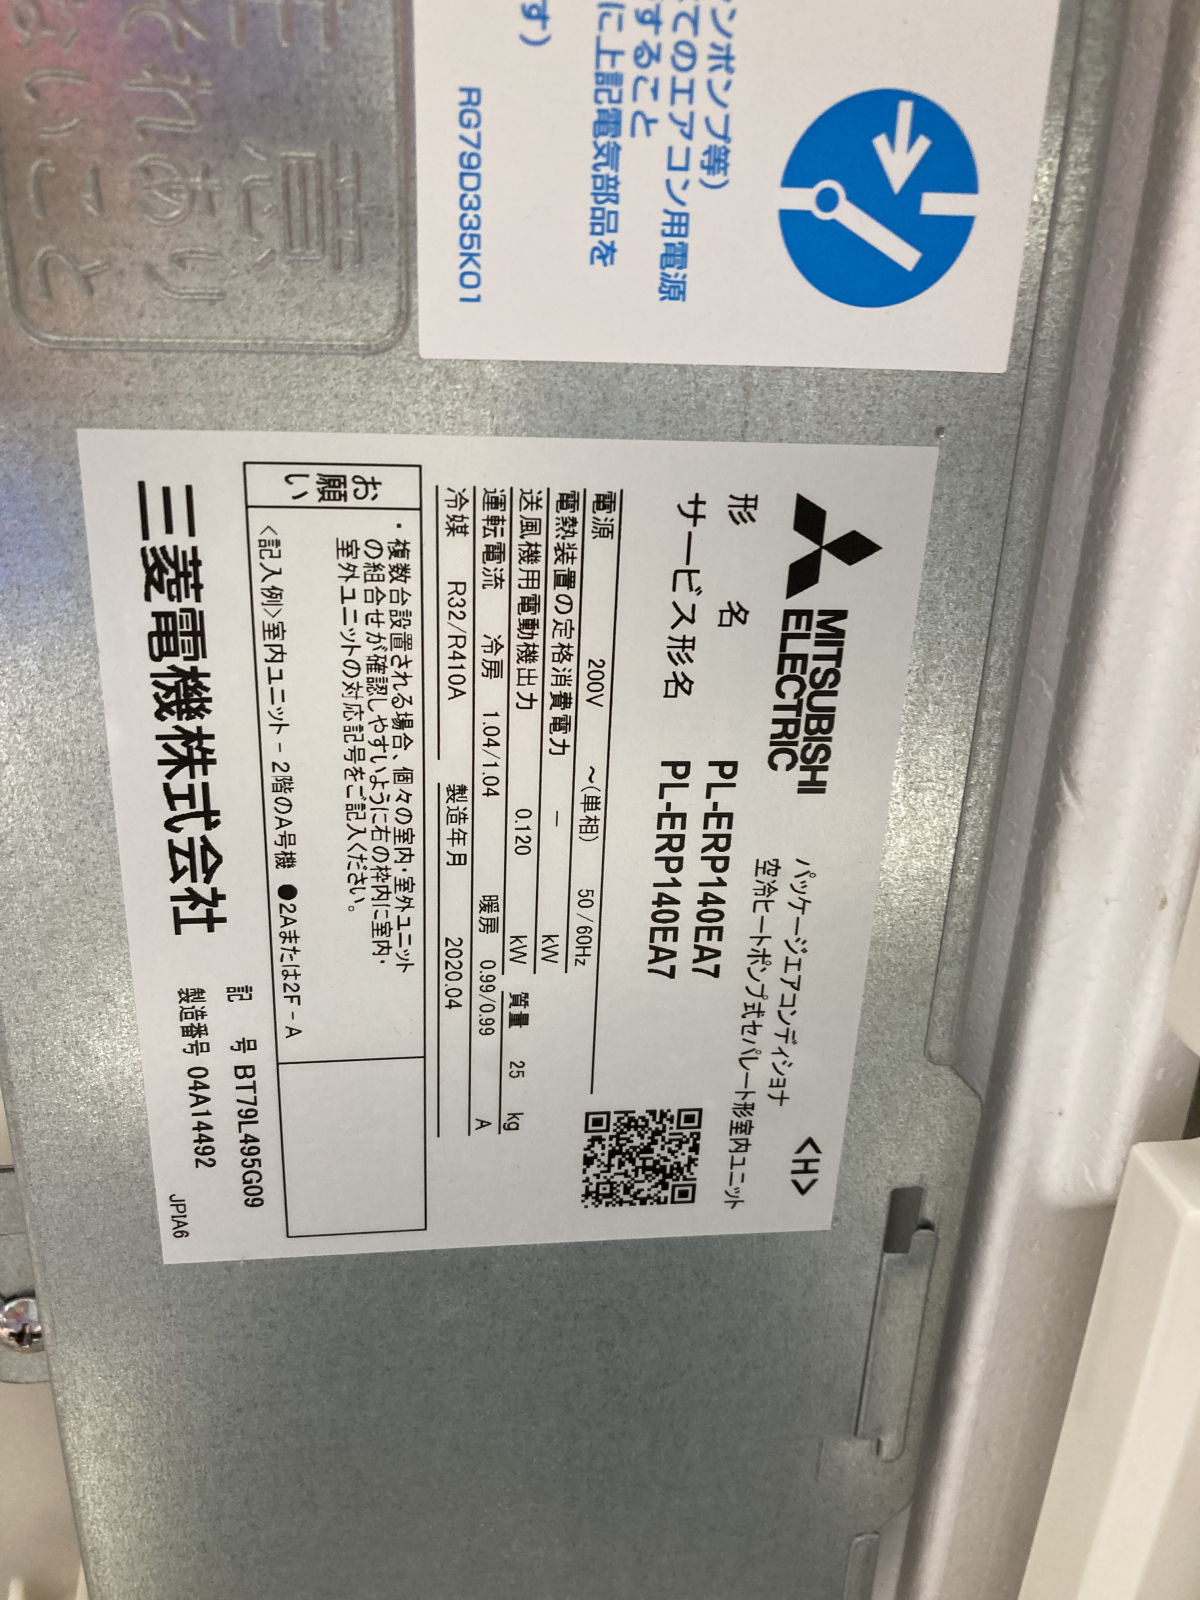 ンポンプ等)
てのエアコン用電源
すること
に上記電気部品を
す)
RG79D335K01
MITSUBISHI
ELECTRIC
パッケージエアコンディショナ
空冷ヒートポンプ式セパレート形室内ユニット
<H>
形 名 PL-ERP140EA7
サービス形名 PL-ERP140EA7
電源 200V ~(単相) 50/60Hz
電熱装置の定格消費電力 - kW
送風機用電動機出力 0.120 kW 質量 25 kg
運転電流 冷房 1.04/1.04 暖房 0.99/0.99 A
冷媒 R32/R410A 製造年月 2020.04
お願い
・複数台設置される場合、個々の室内・室外ユニット
の組合せが確認しやすいように右の枠内に室内・
室外ユニットの対応記号をご記入ください。
<記入例>室内ユニット-2階のA号機 ●2Aまたは2F-A
三菱電機株式会社
記 号 BT79L495G09
製造番号 04A14492
JPIA6